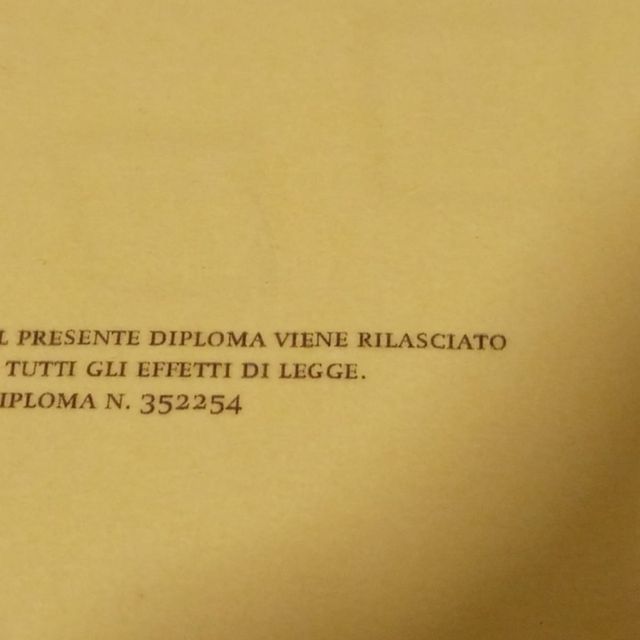 L PRESENTE DIPLOMA VIENE RILASCIATO
TUTTI GLI EFFETTI DI LEGGE.
IPLOMA N. 352254